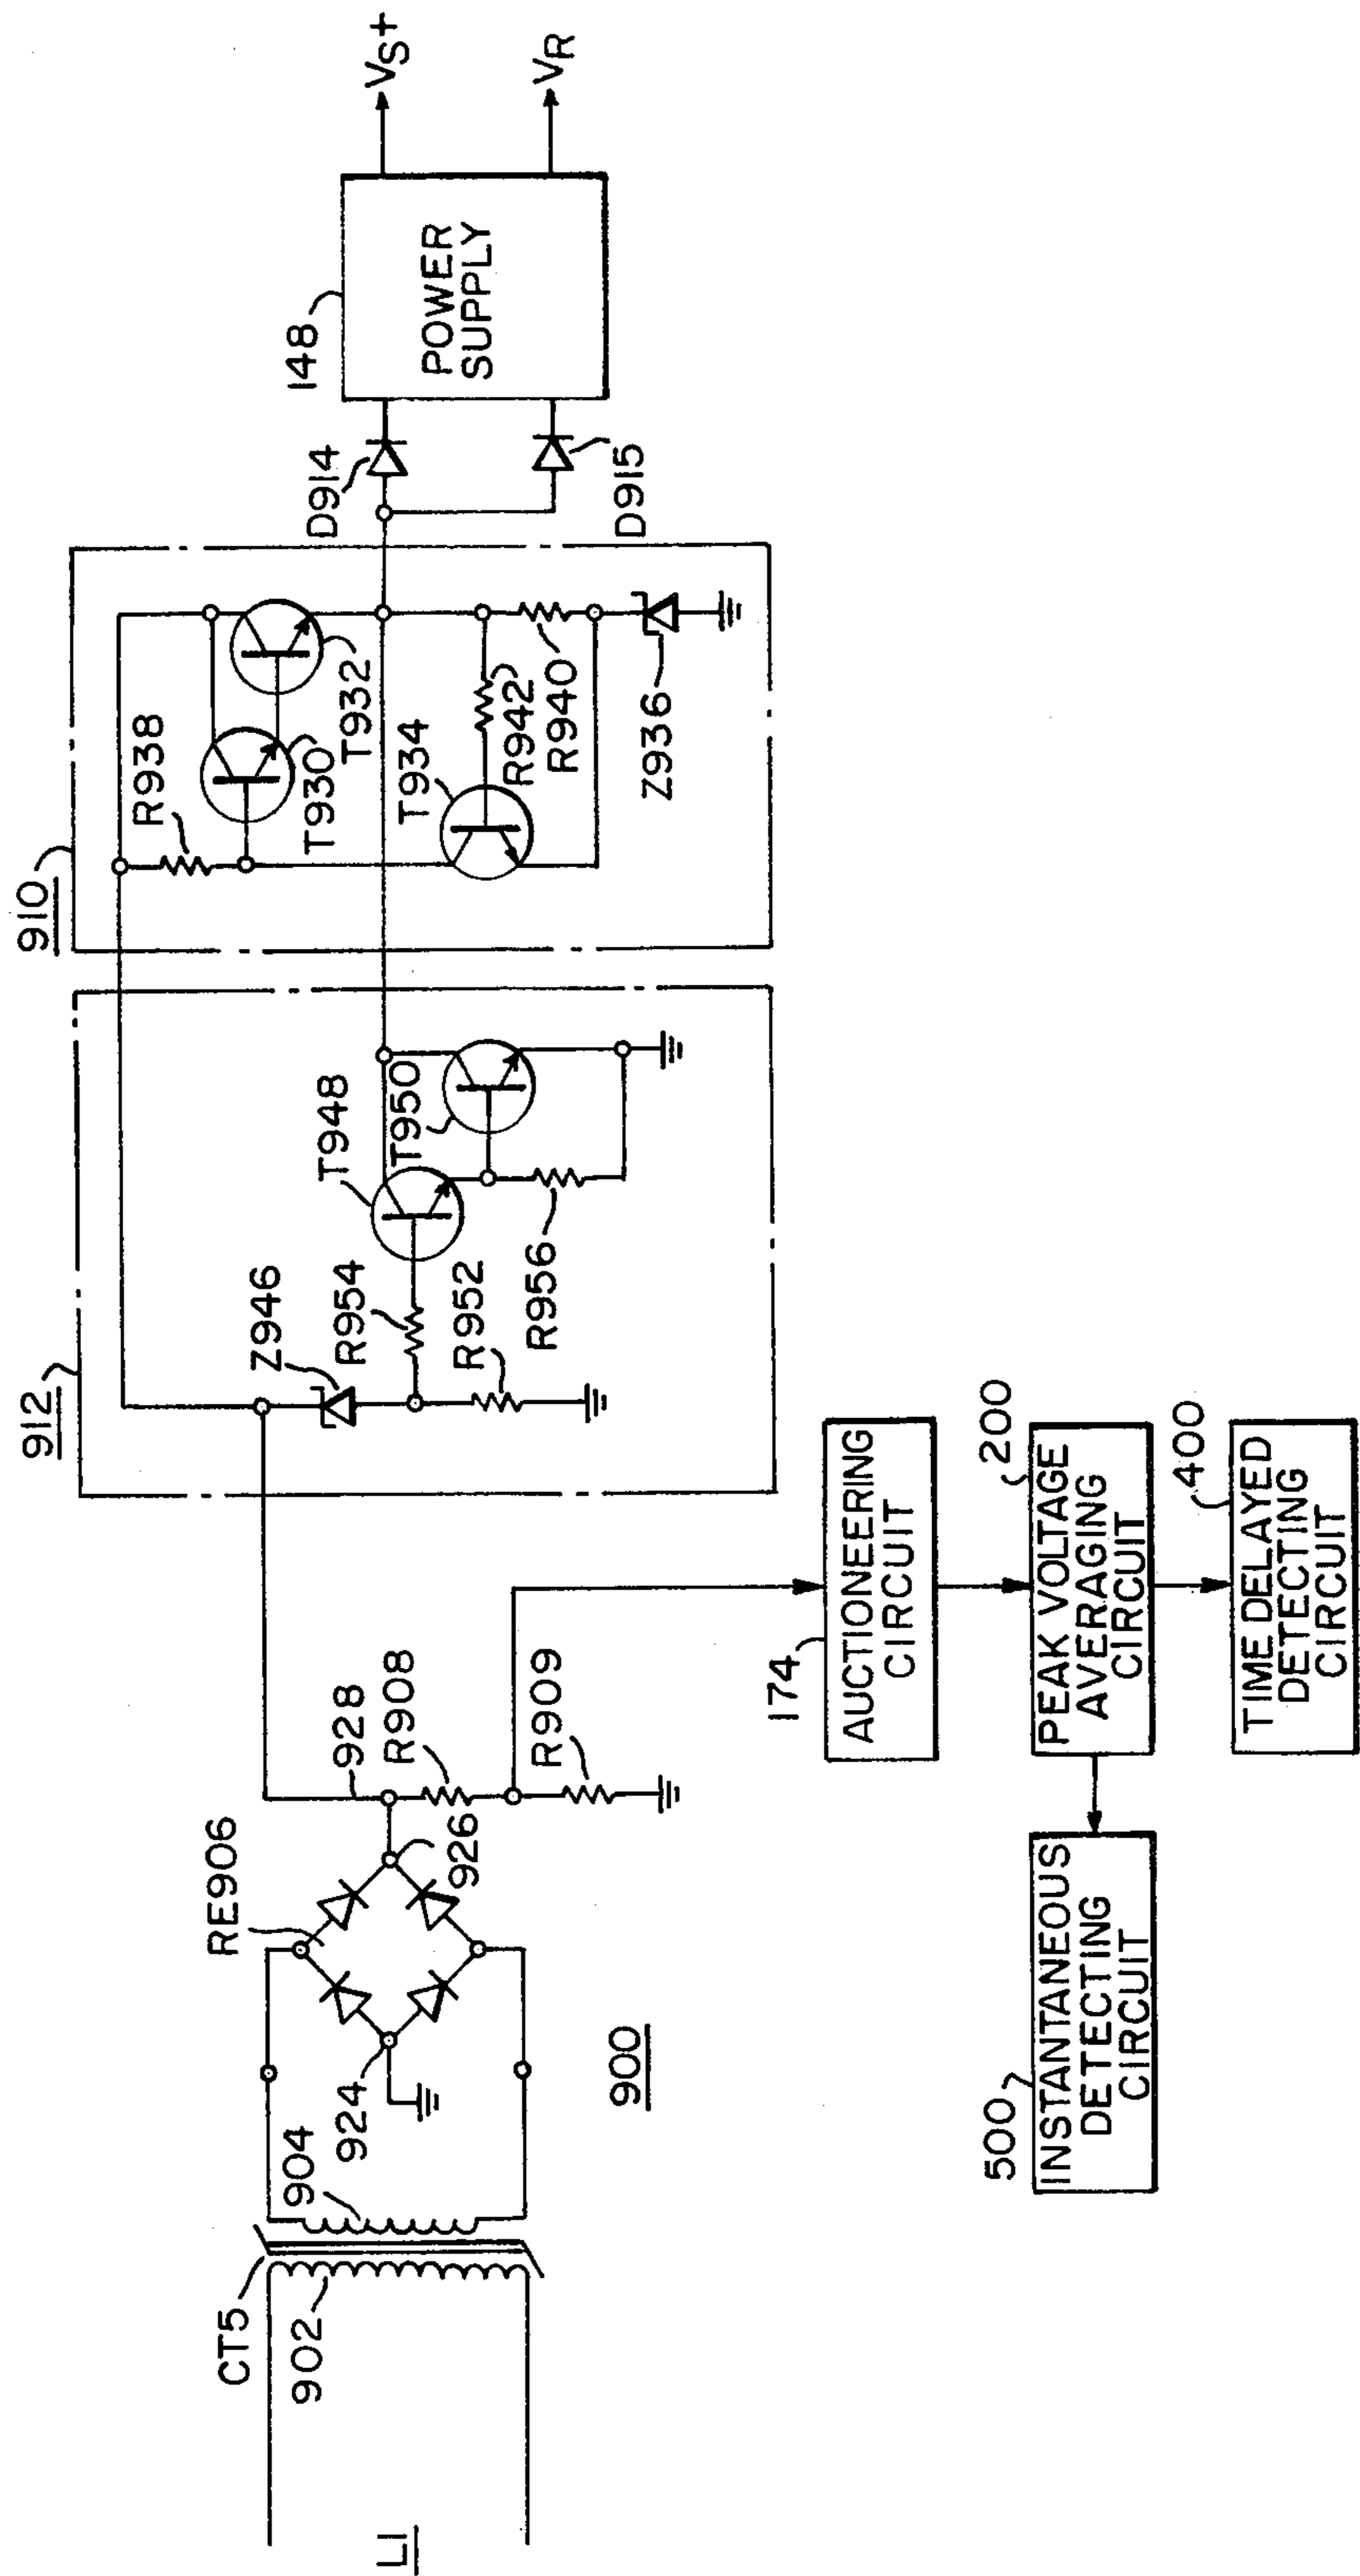 L1
CT5
902
904
924
RE906
926
928
R908
R909
900
912
Z946
R954
R952
T948
T950
R956
910
R938
T930
T932
T934
R942
R940
Z936
D914
D915
148
POWER
SUPPLY
VS+
VR
174
AUCTIONEERING
CIRCUIT
200
PEAK VOLTAGE
AVERAGING
CIRCUIT
400
TIME DELAYED
DETECTING
CIRCUIT
500
INSTANTANEOUS
DETECTING
CIRCUIT